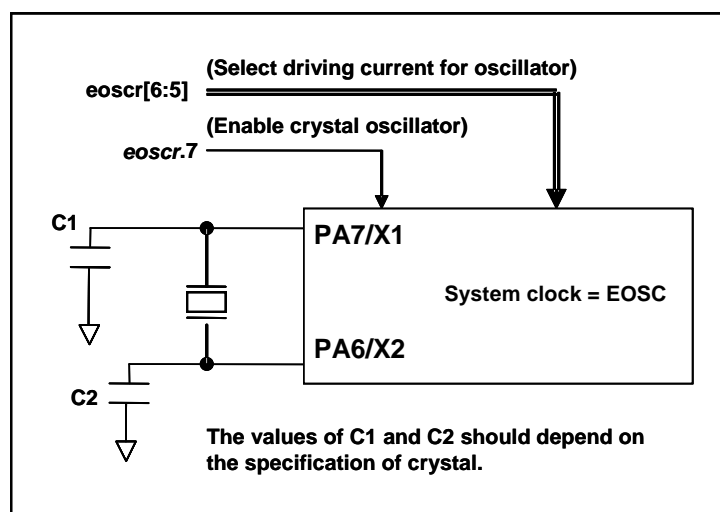 (Select driving current for oscillator)
eoscr[6:5]
(Enable crystal oscillator)
eoscr.7
C1
PA7/X1
System clock = EOSC
PA6/X2
C2
The values of C1 and C2 should depend on
the specification of crystal.